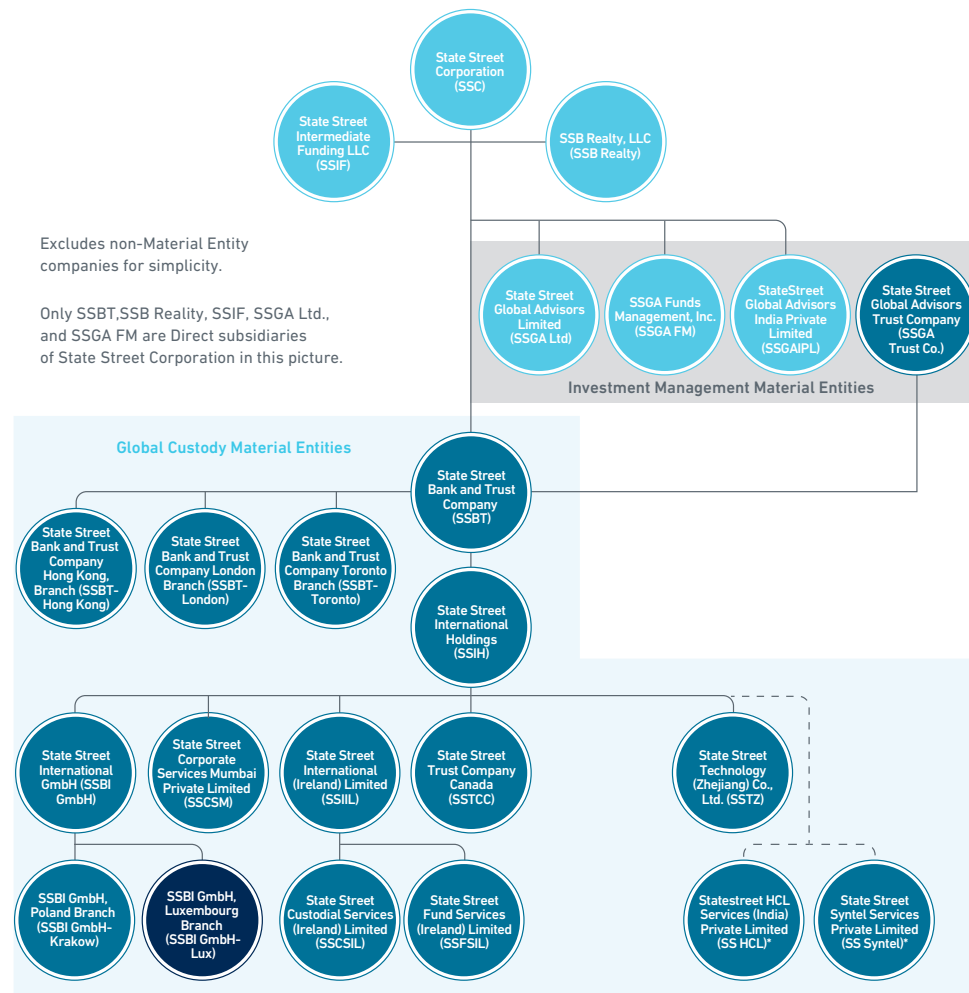 State Street
Corporation
(SSC)
State Street
Intermediate
Funding LLC
(SSIF)
SSB Realty, LLC
(SSB Realty)
Excludes non-Material Entity
companies for simplicity.
Only SSBT,SSB Reality, SSIF, SSGA Ltd.,
and SSGA FM are Direct subsidiaries
of State Street Corporation in this picture.
State Street
Global Advisors
Limited
(SSGA Ltd)
SSGA Funds
Management, Inc.
(SSGA FM)
StateStreet
Global Advisors
India Private
Limited
(SSGAIPL)
State Street
Global Advisors
Trust Company
(SSGA
Trust Co.)
Investment Management Material Entities
Global Custody Material Entities
State Street
Bank and Trust
Company
(SSBT)
State Street
Bank and Trust
Company
Hong Kong,
Branch (SSBT-
Hong Kong)
State Street
Bank and Trust
Company London
Branch (SSBT-
London)
State Street
Bank and Trust
Company Toronto
Branch (SSBT-
Toronto)
State Street
International
Holdings
(SSIH)
State Street
International
GmbH (SSBI
GmbH)
State Street
Corporate
Services Mumbai
Private Limited
(SSCSM)
State Street
International
(Ireland) Limited
(SSIIL)
State Street
Trust Company
Canada
(SSTCC)
State Street
Technology
(Zhejiang) Co.,
Ltd. (SSTZ)
SSBI GmbH,
Poland Branch
(SSBI GmbH-
Krakow)
SSBI GmbH,
Luxembourg
Branch
(SSBI GmbH-
Lux)
State Street
Custodial Services
(Ireland) Limited
(SSCSIL)
State Street
Fund Services
(Ireland) Limited
(SSFSIL)
Statestreet HCL
Services (India)
Private Limited
(SS HCL)*
State Street
Syntel Services
Private Limited
(SS Syntel)*